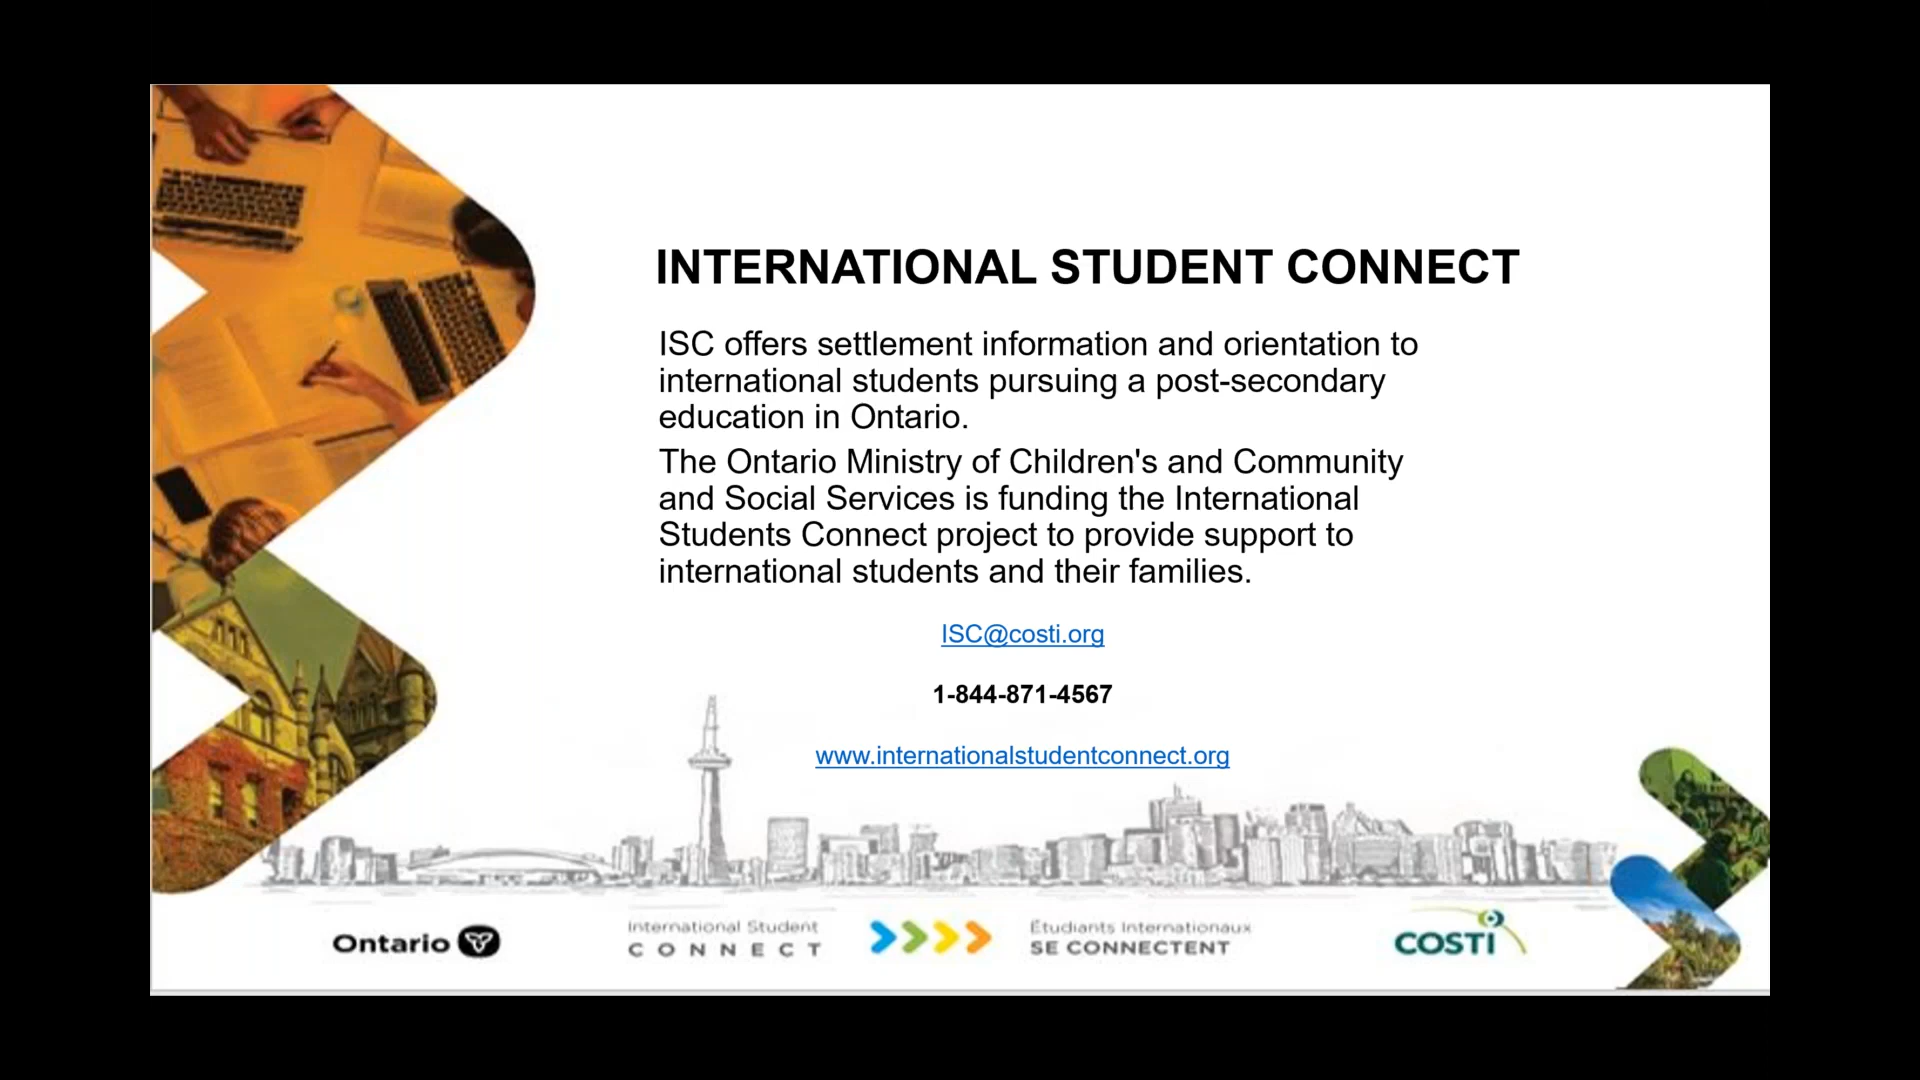 INTERNATIONAL STUDENT CONNECT
ISC offers settlement information and orientation to
international students pursuing a post-secondary
education in Ontario.
The Ontario Ministry of Children's and Community
and Social Services is funding the International
Students Connect project to provide support to
international students and their families.
ISC@costi.org
1-844-871-4567
www.internationalstudentconnect.org
Ontario
International Student
CONNECT
Étudiants Internationaux
SE CONNECTENT
COSTI